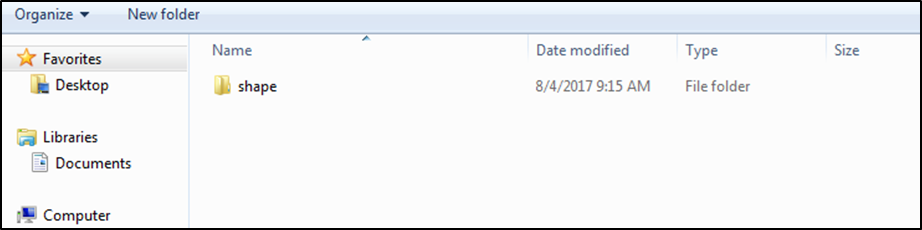 Organize New folder
Favorites
Desktop
Libraries
Documents
Computer
Name Date modified Type Size
shape 8/4/2017 9:15 AM File folder